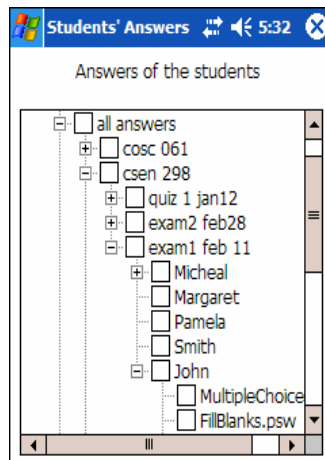 Students' Answers 5:32
Answers of the students
all answers
cosc 061
csen 298
quiz 1 jan12
exam2 feb28
exam1 feb 11
Micheal
Margaret
Pamela
Smith
John
MultipleChoice
FillBlanks.psw